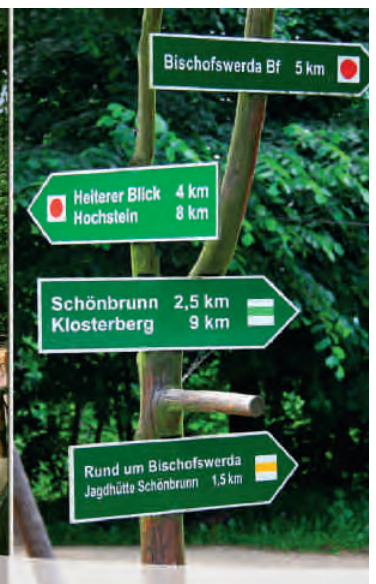 Bischofswerda Bf 5 km
Heiterer Blick 4 km
Hochstein 8 km
Schönbrunn 2,5 km
Klosterberg 9 km
Rund um Bischofswerda
Jagdhütte Schönbrunn 1,5 km